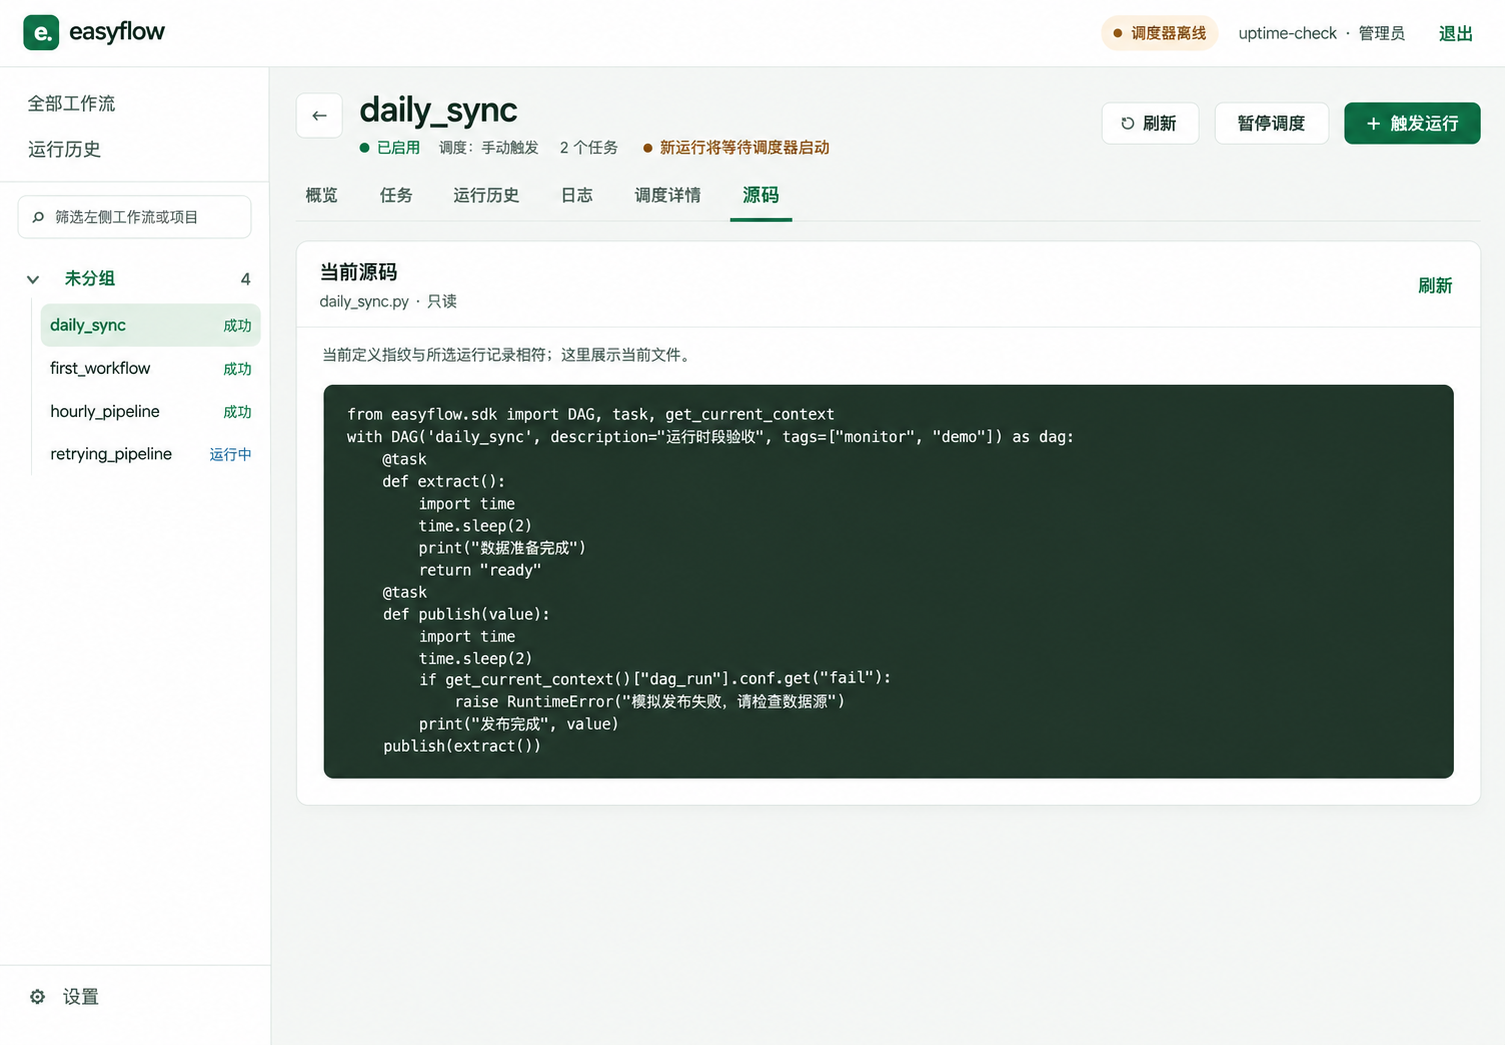 e. easyflow
调度器离线 uptime-check · 管理员 退出
全部工作流
运行历史
筛选左侧工作流或项目
未分组 4
daily_sync 成功
first_workflow 成功
hourly_pipeline 成功
retrying_pipeline 运行中
设置
← daily_sync
已启用 调度：手动触发 2 个任务 新运行将等待调度器启动
刷新 暂停调度 + 触发运行
概览 任务 运行历史 日志 调度详情 源码
当前源码
daily_sync.py · 只读
刷新
当前定义指纹与所选运行记录相符；这里展示当前文件。
from easyflow.sdk import DAG, task, get_current_context
with DAG('daily_sync', description="运行时段验收", tags=["monitor", "demo"]) as dag:
    @task
    def extract():
        import time
        time.sleep(2)
        print("数据准备完成")
        return "ready"
    @task
    def publish(value):
        import time
        time.sleep(2)
        if get_current_context()["dag_run"].conf.get("fail"):
            raise RuntimeError("模拟发布失败，请检查数据源")
        print("发布完成", value)
    publish(extract())